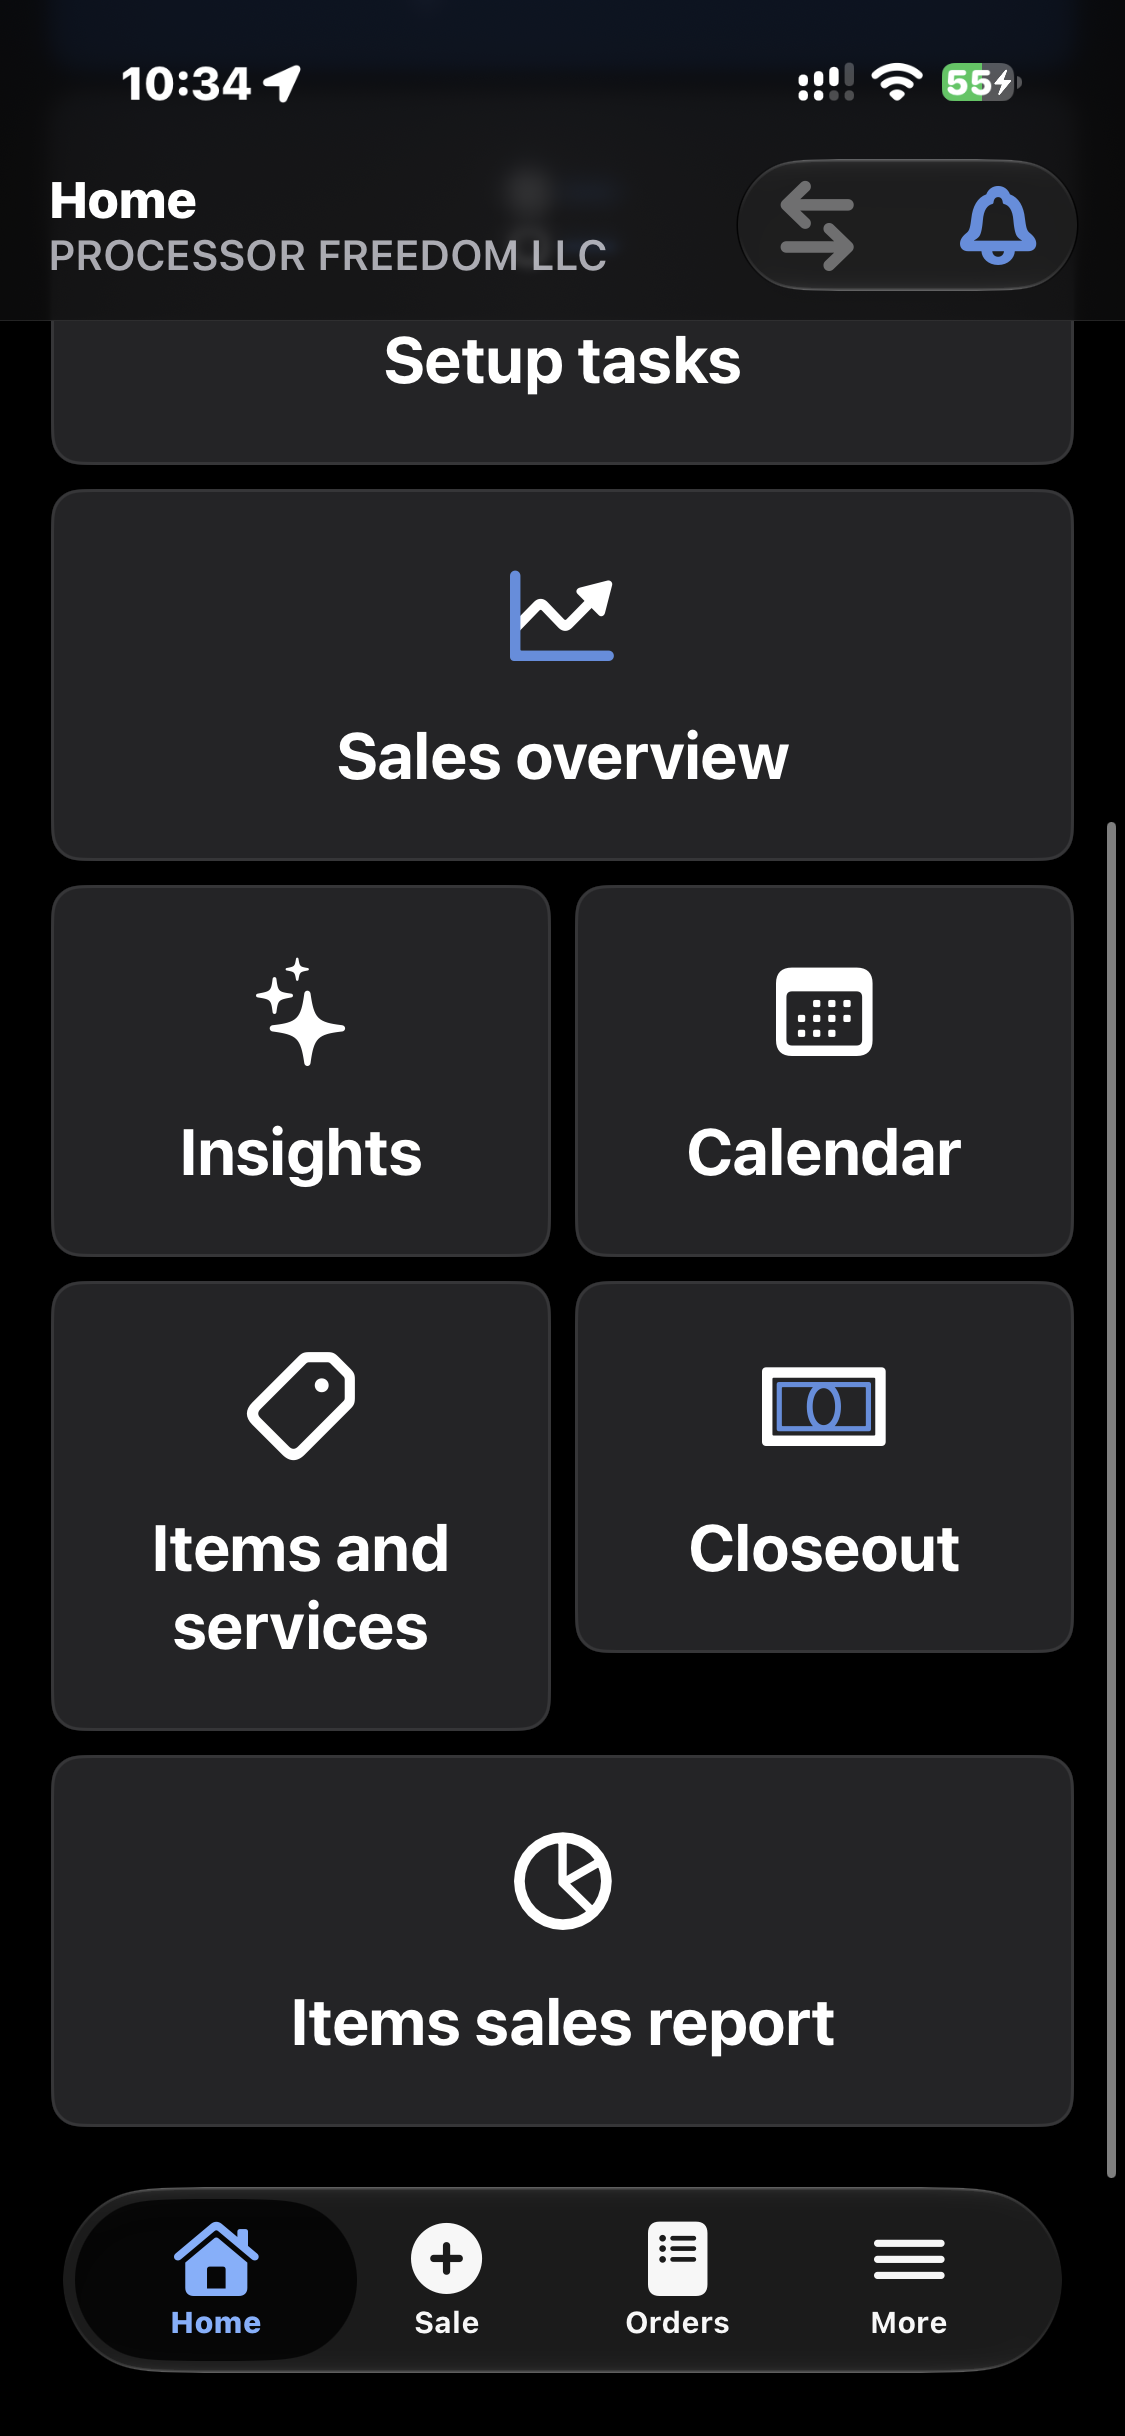 10:34
55
Home
PROCESSOR FREEDOM LLC
Setup tasks
Sales overview
Insights
Calendar
Items and
services
Closeout
Items sales report
Home
Sale
Orders
More